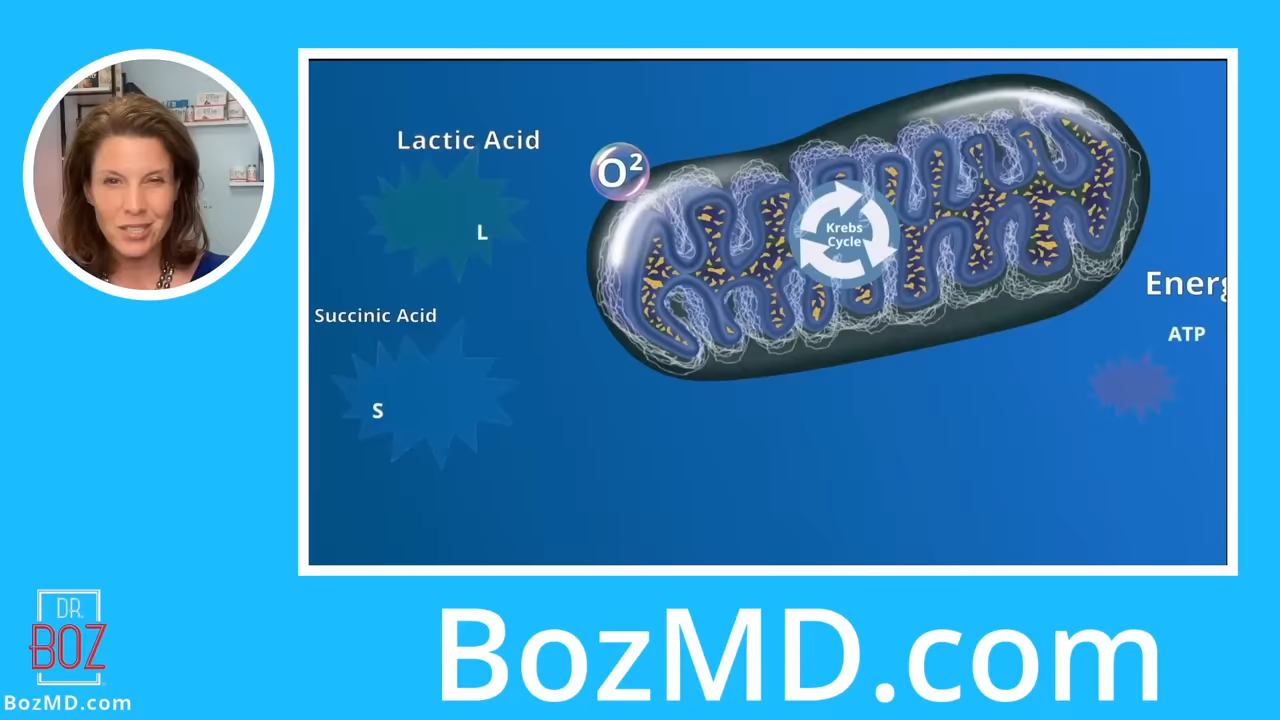 Lactic Acid
O²
L
Krebs
Cycle
Energ
Succinic Acid
ATP
S
DR.
BOZ
BozMD.com
BozMD.com